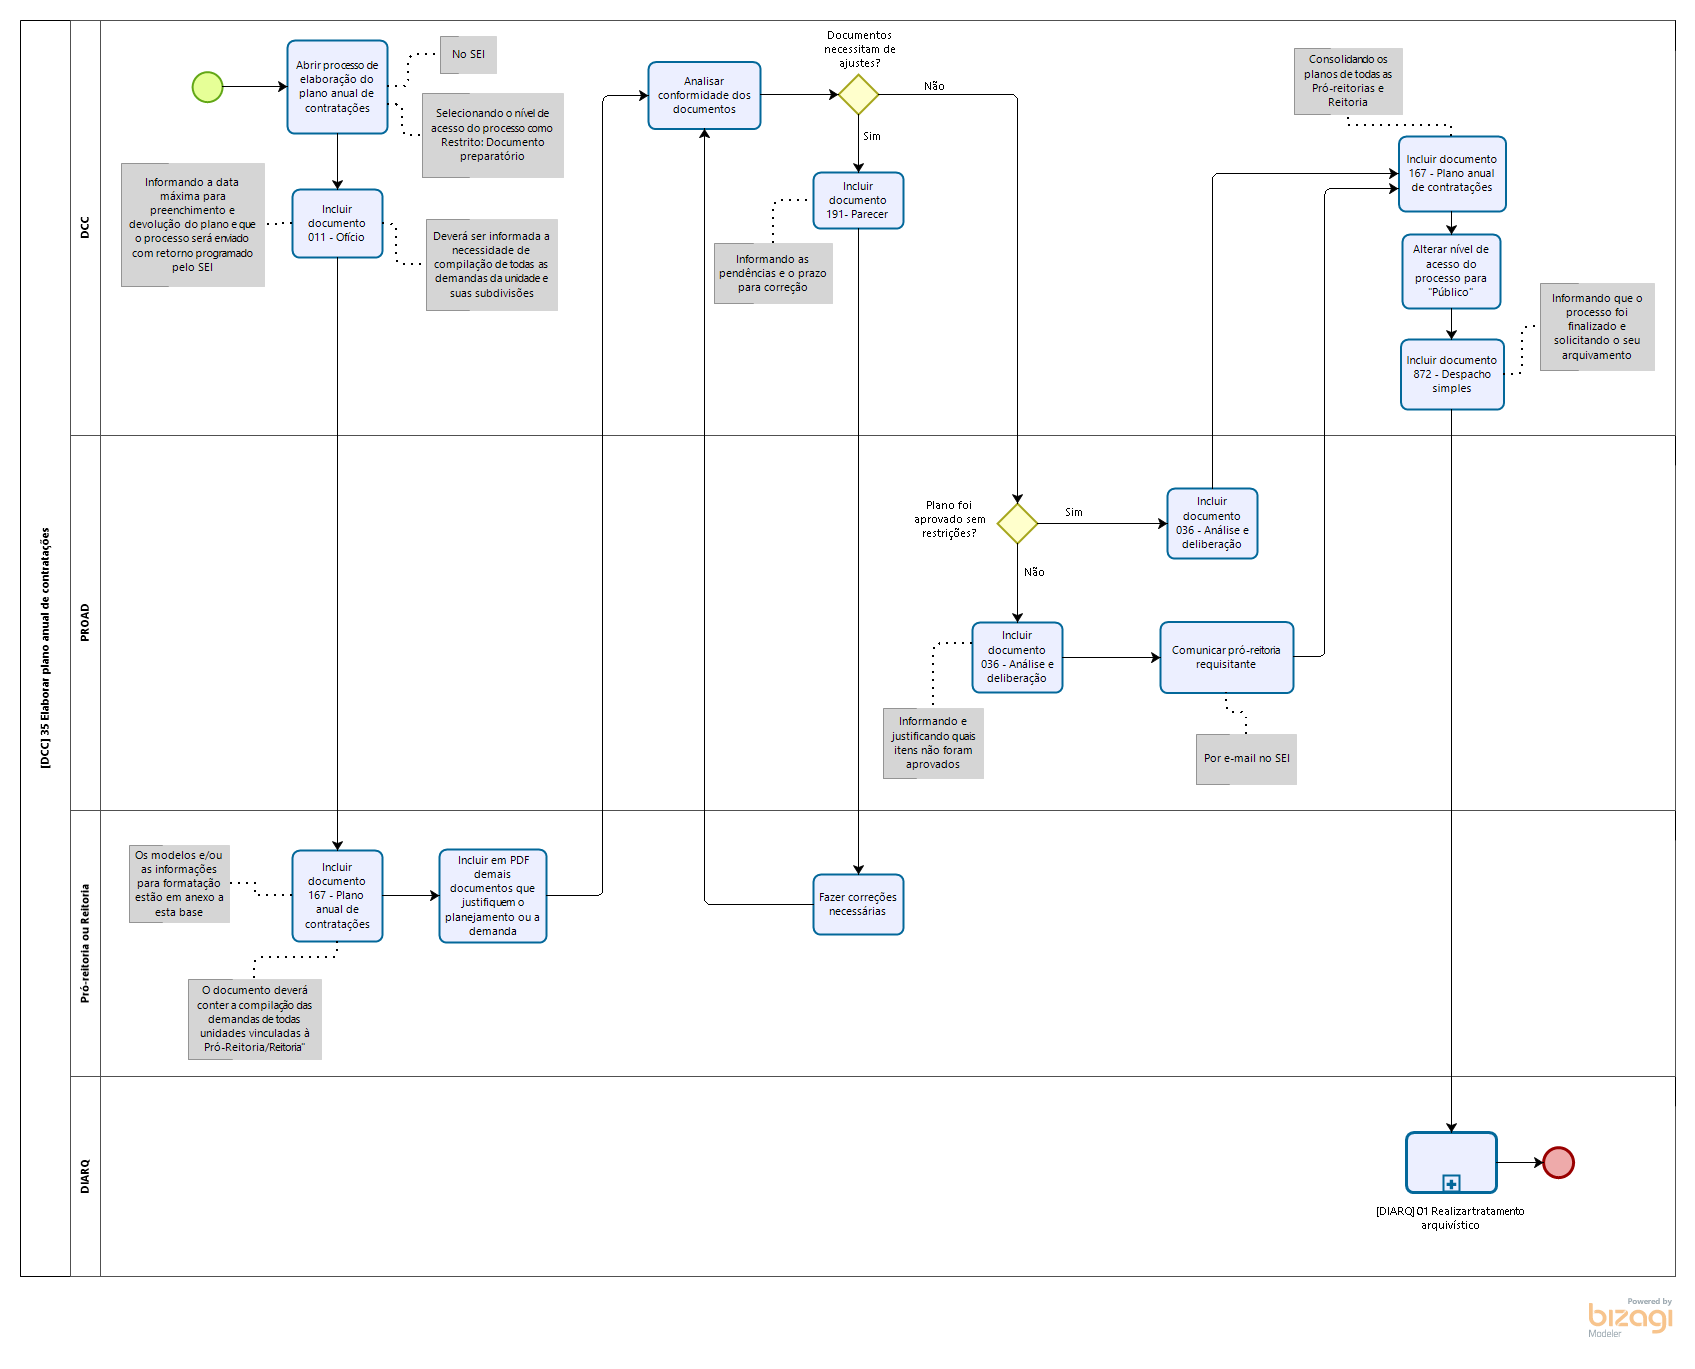 [DCC] 35 Elaborar plano anual de contratações
DCC
Abrir processo de
elaboração do
plano anual de
contratações
No SEI
Selecionando o nível de
acesso do processo como
Restrito: Documento
preparatório
Informando a data
máxima para
preenchimento e
devolução do plano e que
o processo será enviado
com retorno programado
pelo SEI
Incluir
documento
011 - Ofício
Deverá ser informada a
necessidade de
compilação de todas as
demandas da unidade e
suas subdivisões
Analisar
conformidade dos
documentos
Documentos
necessitam de
ajustes?
Não
Sim
Incluir
documento
191- Parecer
Informando as
pendências e o prazo
para correção
Consolidando os
planos de todas as
Pró-reitorias e
Reitoria
Incluir documento
167 - Plano anual
de contratações
Alterar nível de
acesso do
processo para
"Público"
Incluir documento
872 - Despacho
simples
Informando que o
processo foi
finalizado e
solicitando o seu
arquivamento
PROAD
Plano foi
aprovado sem
restrições?
Sim
Não
Incluir
documento
036 - Análise e
deliberação
Incluir
documento
036 - Análise e
deliberação
Comunicar pró-reitoria
requisitante
Informando e
justificando quais
itens não foram
aprovados
Por e-mail no SEI
Pró-reitoria ou Reitoria
Os modelos e/ou
as informações
para formatação
estão em anexo a
esta base
Incluir
documento
167 - Plano
anual de
contratações
Incluir em PDF
demais
documentos que
justifiquem o
planejamento ou a
demanda
Fazer correções
necessárias
O documento deverá
conter a compilação das
demandas de todas
unidades vinculadas à
Pró-Reitoria/Reitoria"
DIARQ
[DIARQ] 01 Realizar tratamento
arquivístico
Powered by
bizagi
Modeler